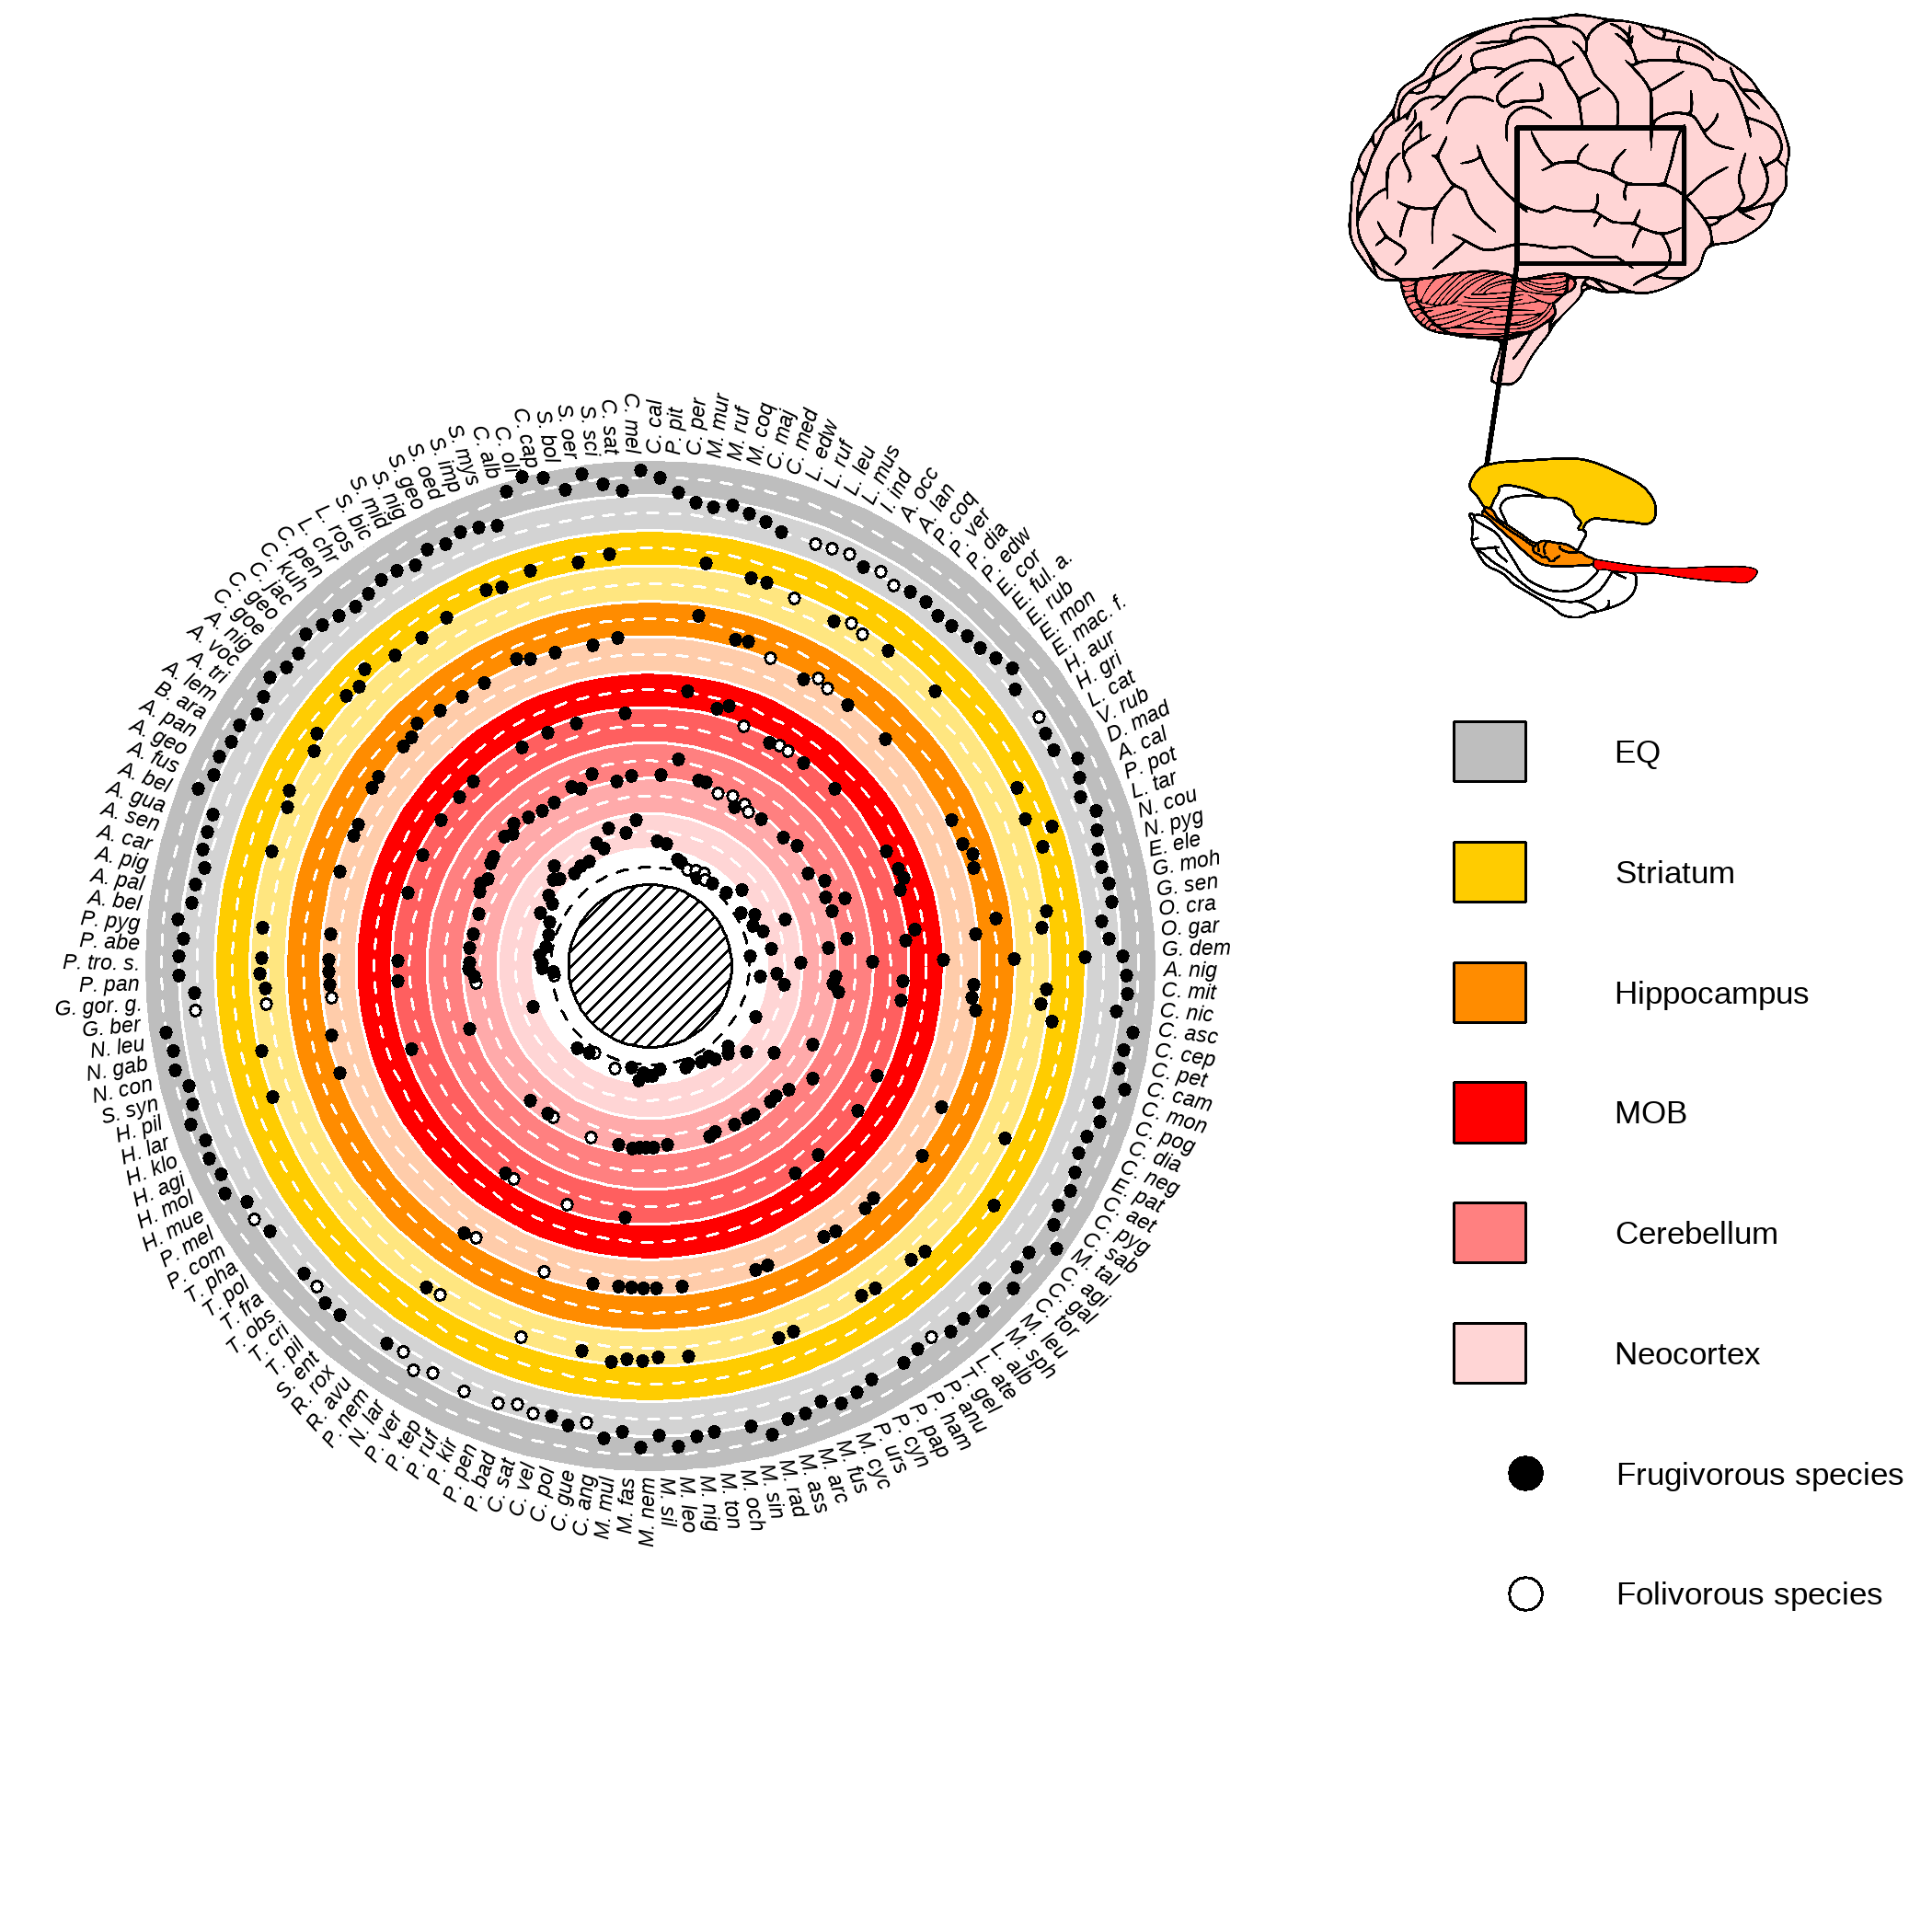 C. mel
C. cal
P. pit
C. per
M. mur
M. ruf
M. coq
C. maj
C. med
L. edw
L. ruf
L. leu
L. mus
I. ind
A. occ
A. lan
P. coq
P. ver
P. dia
P. edw
E. cor
E. ful. a.
E. rub
E. mon
E. mac. f.
H. aur
H. gri
L. cat
V. rub
D. mad
A. cal
P. pot
L. tar
N. cou
N. pyg
E. ele
G. moh
G. sen
O. cra
O. gar
G. dem
A. nig
C. mit
C. nic
C. asc
C. cep
C. pet
C. cam
C. mon
C. pog
C. dia
C. neg
E. pat
C. aet
C. pyg
C. sab
M. tal
C. agi
C. gal
C. tor
M. leu
M. sph
L. alb
L. ate
T. gel
P. anu
P. ham
P. pap
P. cyn
P. urs
M. cyc
M. fus
M. arc
M. ass
M. rad
M. sin
M. och
M. ton
M. nig
M. leo
M. sil
M. nem
M. fas
M. mul
C. ang
C. gue
C. pol
C. vel
C. sat
P. bad
P. pen
P. kir
P. ruf
P. tep
P. ver
N. lar
P. nem
R. avu
R. rox
S. ent
T. pil
T. cri
T. obs
T. fra
T. pol
T. pha
P. com
P. mel
H. mue
H. mol
H. agi
H. klo
H. lar
H. pil
S. syn
N. con
N. gab
N. leu
G. ber
G. gor. g.
P. pan
P. tro. s.
P. abe
P. pyg
A. bel
A. pal
A. pig
A. car
A. sen
A. gua
A. bel
A. fus
A. geo
A. pan
B. ara
A. lem
A. tri
A. voc
A. nig
C. goe
C. geo
C. jac
C. kuh
C. pen
L. chr
L. ros
S. bic
S. mid
S. nig
S. geo
S. oed
S. imp
S. mys
C. alb
C. oli
C. cap
S. bol
S. oer
S. sci
C. sat
EQ
Striatum
Hippocampus
MOB
Cerebellum
Neocortex
Frugivorous species
Folivorous species